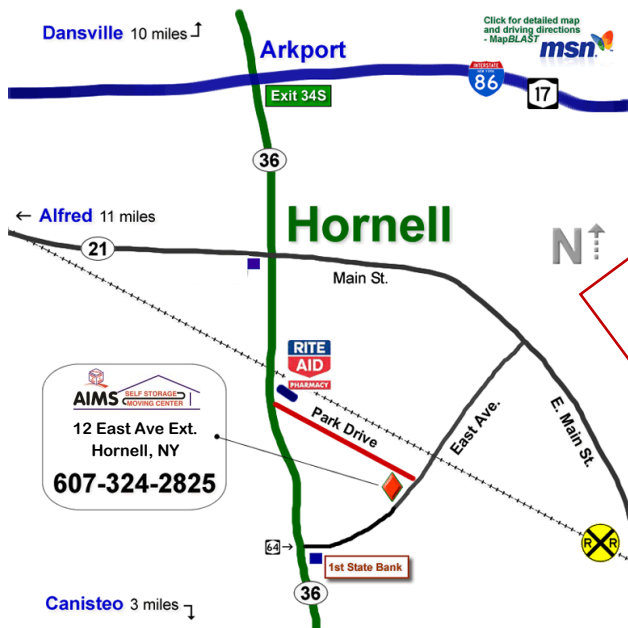 Dansville 10 miles
Click for detailed map
and driving directions
- MapBLAST
msn
Arkport
INTERSTATE
NEW YORK
86
17
Exit 34S
36
Alfred 11 miles
Hornell
N
21
Main St.
RITE
AID
PHARMACY
AIMS SELF STORAGE
MOVING CENTER
12 East Ave Ext.
Hornell, NY
607-324-2825
Park Drive
East Ave.
E. Main St.
R R
64
1st State Bank
36
Canisteo 3 miles